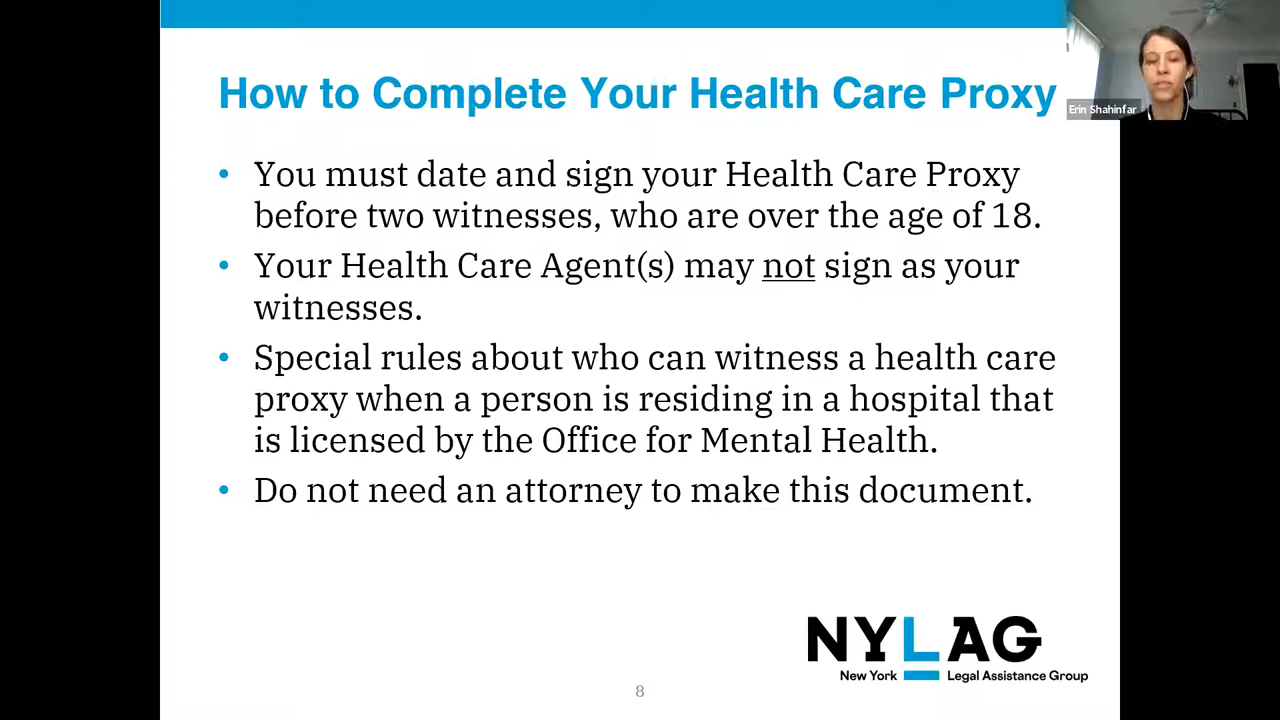 How to Complete Your Health Care Proxy
Erin Shahinfar
• You must date and sign your Health Care Proxy
before two witnesses, who are over the age of 18.
• Your Health Care Agent(s) may not sign as your
witnesses.
• Special rules about who can witness a health care
proxy when a person is residing in a hospital that
is licensed by the Office for Mental Health.
• Do not need an attorney to make this document.
NYLAG
New York Legal Assistance Group
8